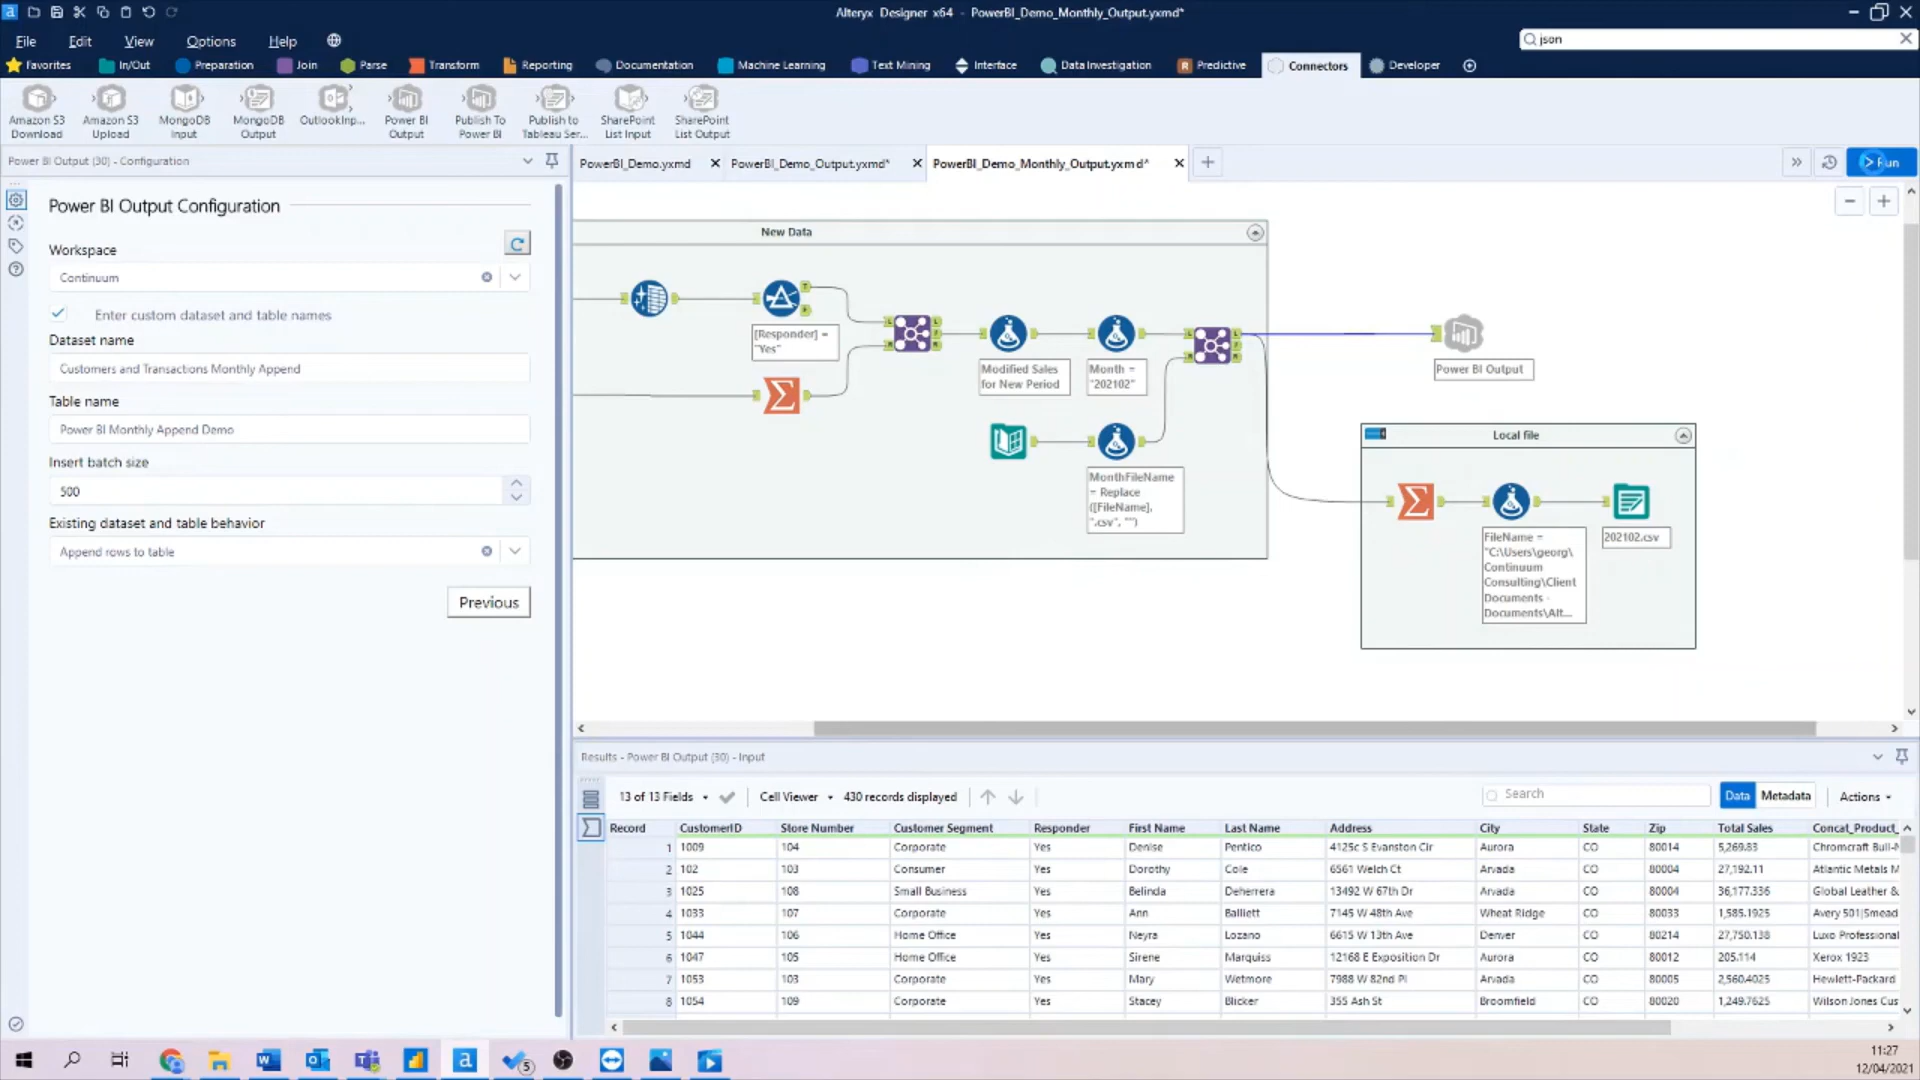 Alteryx Designer x64 - PowerBI_Demo_Monthly_Output.yxmd*
File Edit View Options Help
json
Favorites In/Out Preparation Join Parse Transform Reporting Documentation Machine Learning Text Mining Interface Data Investigation Predictive Connectors Developer
Amazon S3 Download
Amazon S3 Upload
MongoDB Input
MongoDB Output
OutlookInp...
Power BI Output
Publish To Power BI
Publish to Tableau Ser...
SharePoint List Input
SharePoint List Output
Power BI Output (30) - Configuration
PowerBI_Demo.yxmd
PowerBI_Demo_Output.yxmd*
PowerBI_Demo_Monthly_Output.yxmd*
Run
Power BI Output Configuration
Workspace
Continuum
Enter custom dataset and table names
Dataset name
Customers and Transactions Monthly Append
Table name
Power BI Monthly Append Demo
Insert batch size
500
Existing dataset and table behavior
Append rows to table
Previous
New Data
[Responder] =
"Yes"
Modified Sales
for New Period
Month =
"202102"
MonthFileName
= Replace
([FileName],
".csv", "")
Power BI Output
Local file
FileName =
"C:\Users\georg\
Continuum
Consulting\Client
Documents -
Documents\Alt...
202102.csv
Results - Power BI Output (30) - Input
13 of 13 Fields Cell Viewer 430 records displayed Search Data Metadata Actions
Record CustomerID Store Number Customer Segment Responder First Name Last Name Address City State Zip Total Sales Concat_Product_
1 1009 104 Corporate Yes Denise Pentico 4125c S Evanston Cir Aurora CO 80014 5,269.83 Chromcraft Bull-
2 102 103 Consumer Yes Dorothy Cole 6561 Welch Ct Arvada CO 80004 27,192.11 Atlantic Metals M
3 1025 108 Small Business Yes Belinda Deherrera 13492 W 67th Dr Arvada CO 80004 36,177.336 Global Leather &
4 1033 107 Corporate Yes Ann Balliett 7145 W 48th Ave Wheat Ridge CO 80033 1,585.1925 Avery 501|Smead
5 1044 106 Home Office Yes Neyra Lozano 6615 W 13th Ave Denver CO 80214 27,750.138 Luxo Professional
6 1047 105 Home Office Yes Sirene Marquiss 12168 E Exposition Dr Aurora CO 80012 205.114 Xerox 1923
7 1053 103 Corporate Yes Mary Wetmore 7988 W 82nd Pl Arvada CO 80005 2,560.4025 Hewlett-Packard
8 1054 109 Corporate Yes Stacey Blicker 355 Ash St Broomfield CO 80020 1,249.7625 Wilson Jones Cus
11:27
12/04/2021